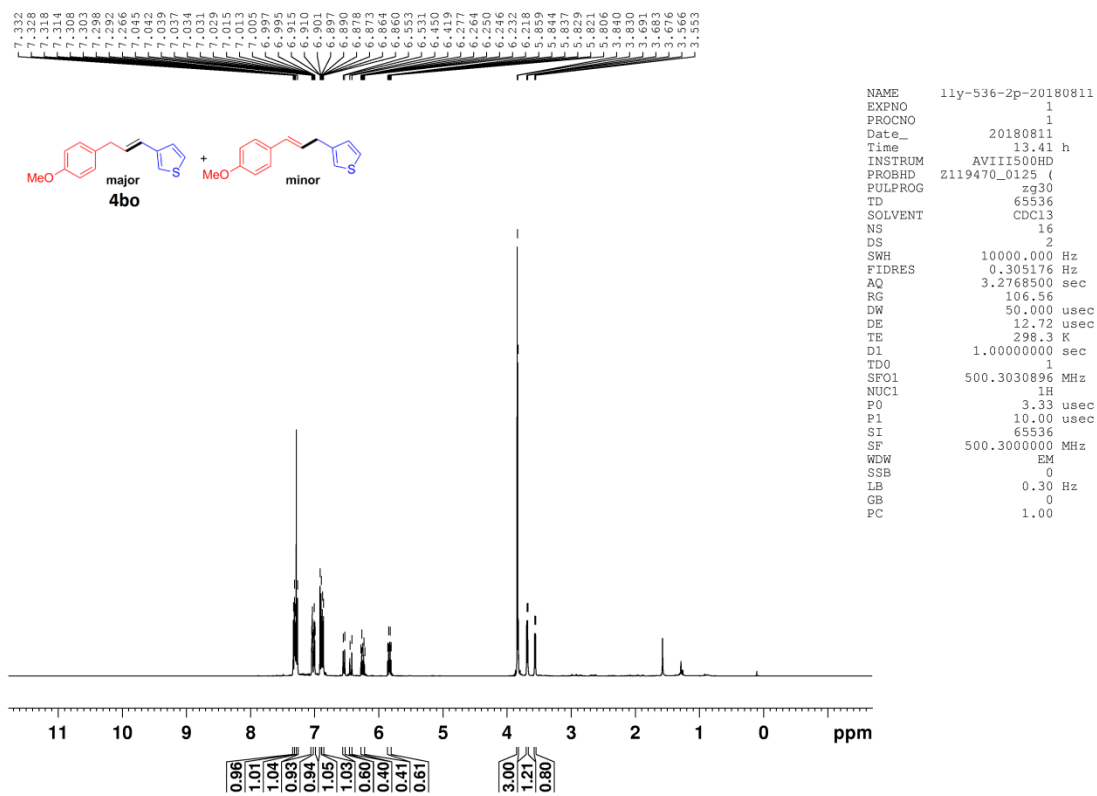 7.332
7.328
7.318
7.314
7.308
7.303
7.298
7.292
7.266
7.045
7.042
7.039
7.037
7.034
7.031
7.029
7.015
7.013
7.005
6.997
6.995
6.915
6.910
6.901
6.897
6.890
6.878
6.873
6.864
6.860
6.553
6.531
6.450
6.419
6.277
6.264
6.250
6.246
6.232
6.218
5.859
5.844
5.837
5.829
5.821
5.806
3.840
3.830
3.691
3.683
3.676
3.566
3.553
MeO
S
major
4bo
+
MeO
S
minor
NAME lly-536-2p-20180811
EXPNO 1
PROCNO 1
Date_ 20180811
Time 13.41 h
INSTRUM AVIII500HD
PROBHD Z119470_0125 (
PULPROG zg30
TD 65536
SOLVENT CDCl3
NS 16
DS 2
SWH 10000.000 Hz
FIDRES 0.305176 Hz
AQ 3.2768500 sec
RG 106.56
DW 50.000 usec
DE 12.72 usec
TE 298.3 K
D1 1.00000000 sec
TD0 1
SFO1 500.3030896 MHz
NUC1 1H
P0 3.33 usec
P1 10.00 usec
SI 65536
SF 500.3000000 MHz
WDW EM
SSB 0
LB 0.30 Hz
GB 0
PC 1.00
11 10 9 8 7 6 5 4 3 2 1 0 ppm
0.96
1.01
1.04
0.93
0.94
1.05
1.03
0.60
0.40
0.41
0.61
3.00
1.21
0.80